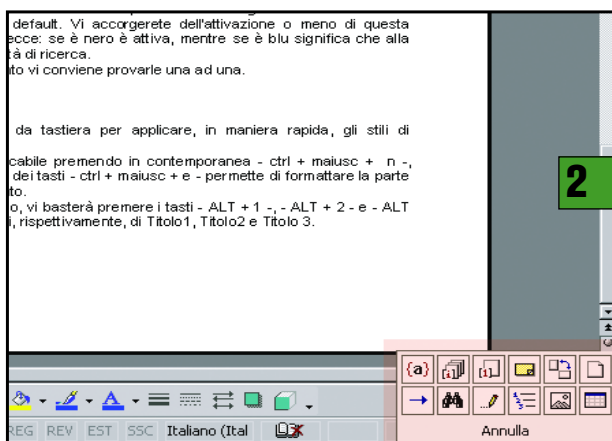 default. Vi accorgerete dell'attivazione o meno di questa
ecce: se è nero è attiva, mentre se è blu significa che alla
tà di ricerca.
to vi conviene provarle una ad una.
da tastiera per applicare, in maniera rapida, gli stili di
cabile premendo in contemporanea - ctrl + maiusc + n -,
dei tasti - ctrl + maiusc + e - permette di formattare la parte
to.
o, vi basterà premere i tasti - ALT + 1 -, - ALT + 2 - e - ALT
i, rispettivamente, di Titolo1, Titolo2 e Titolo 3.
2
{a} [i] [i]
A
Annulla
REG REV EST SSC Italiano (Ital